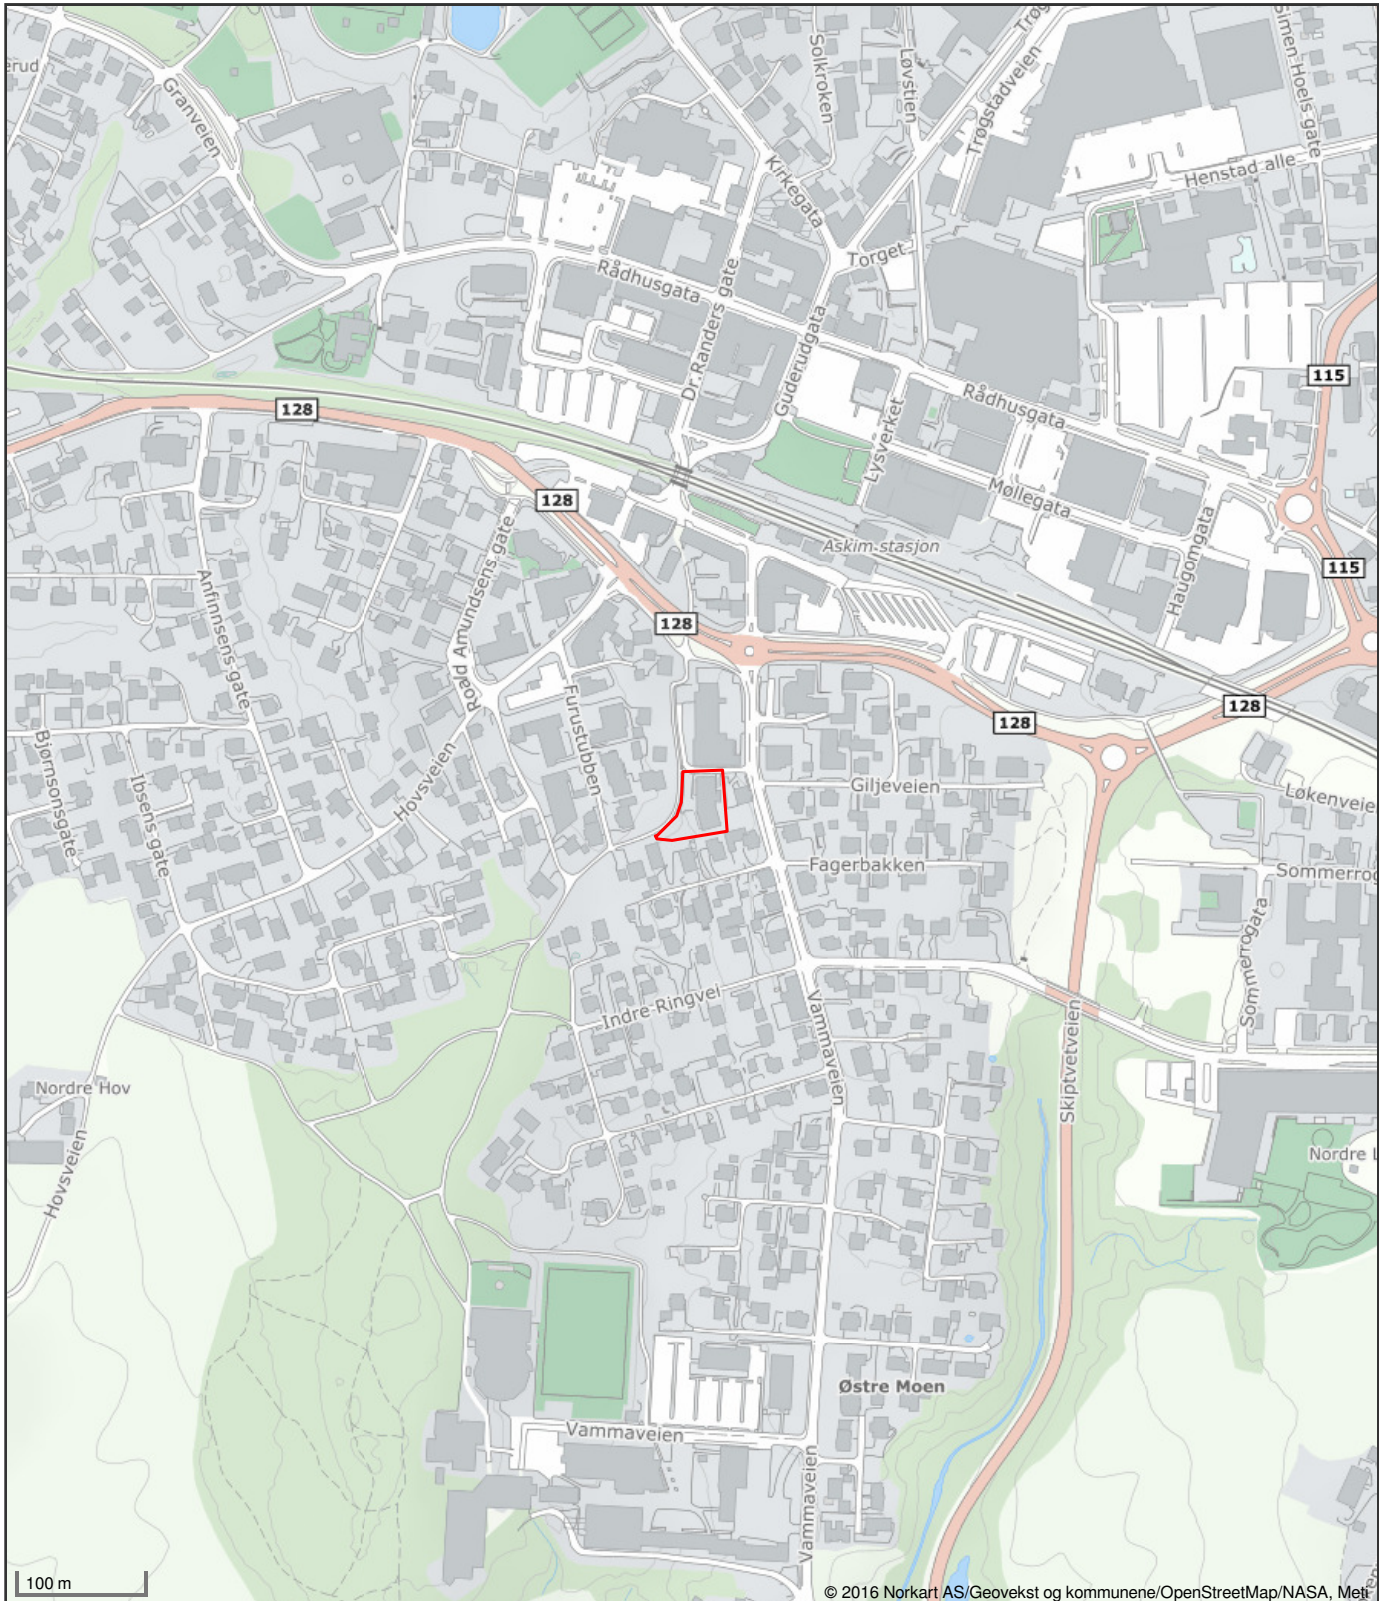 Solkroken
Løvstien
Trøgstadveien
Simen Hoels gate
erud
Granveien
Kirkegata
Henstad alle
Torget
Rådhusgata
Dr.Randers gate
Guderudgata
115
128
Rådhusgata
Lysverket
Møllegata
128
Roald Amundsens gate
Askim stasjon
Haugomgata
115
Anfinnsens gate
128
Furustubben
128
128
Bjørnsonsgate
Ibsens gate
Hovsveien
Giljeveien
Løkenveie
Fagerbakken
Sommerrog
Sommerrogata
Indre Ringvei
Vammaveien
Skiptvetveien
Nordre Hov
Hovsveien
Nordre L
Østre Moen
Vammaveien
Vammaveien
100 m
© 2016 Norkart AS/Geovekst og kommunene/OpenStreetMap/NASA, Meti